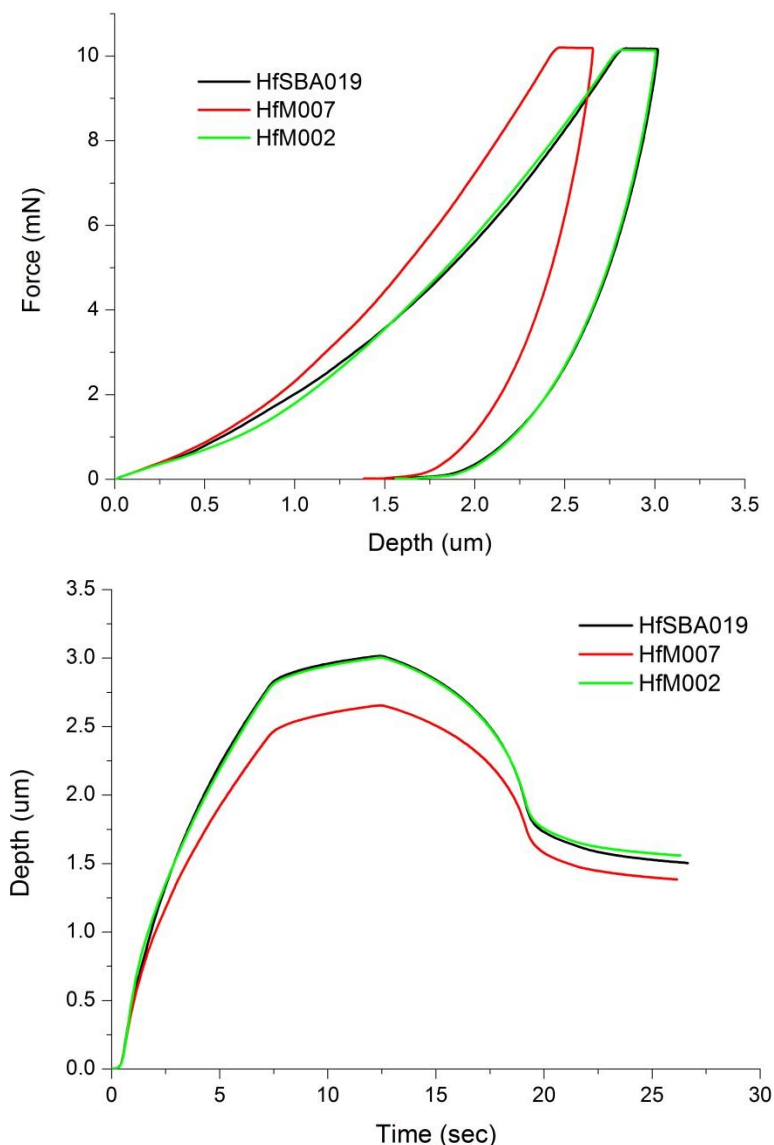 10
8
6
4
2
0
Force (mN)
HfSBA019
HfM007
HfM002
0.0 0.5 1.0 1.5 2.0 2.5 3.0 3.5
Depth (um)
3.5
3.0
2.5
2.0
1.5
1.0
0.5
0.0
Depth (um)
HfSBA019
HfM007
HfM002
0 5 10 15 20 25 30
Time (sec)